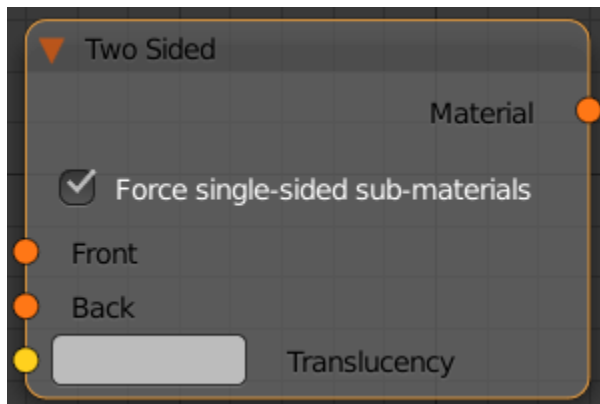 Two Sided
Material
Force single-sided sub-materials
Front
Back
Translucency